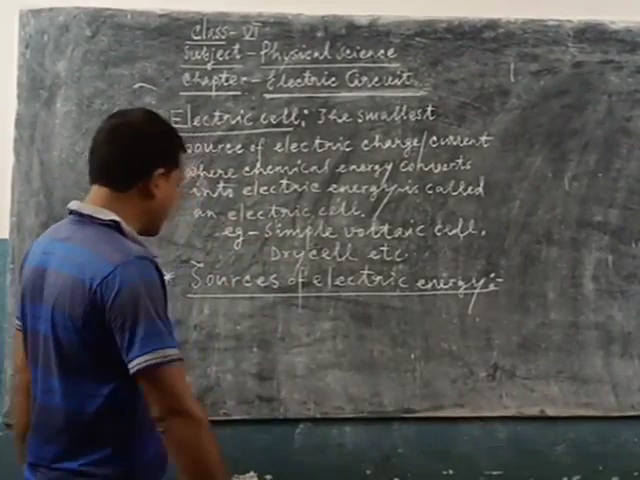 Class - VI
Subject - Physical Science
Chapter - Electric Circuit
Electric cell: The smallest
source of electric charge/current
where chemical energy converts
into electric energy is called
an electric cell.
eg - Simple voltaic cell.
Dry cell etc.
* Sources of electric energy:-